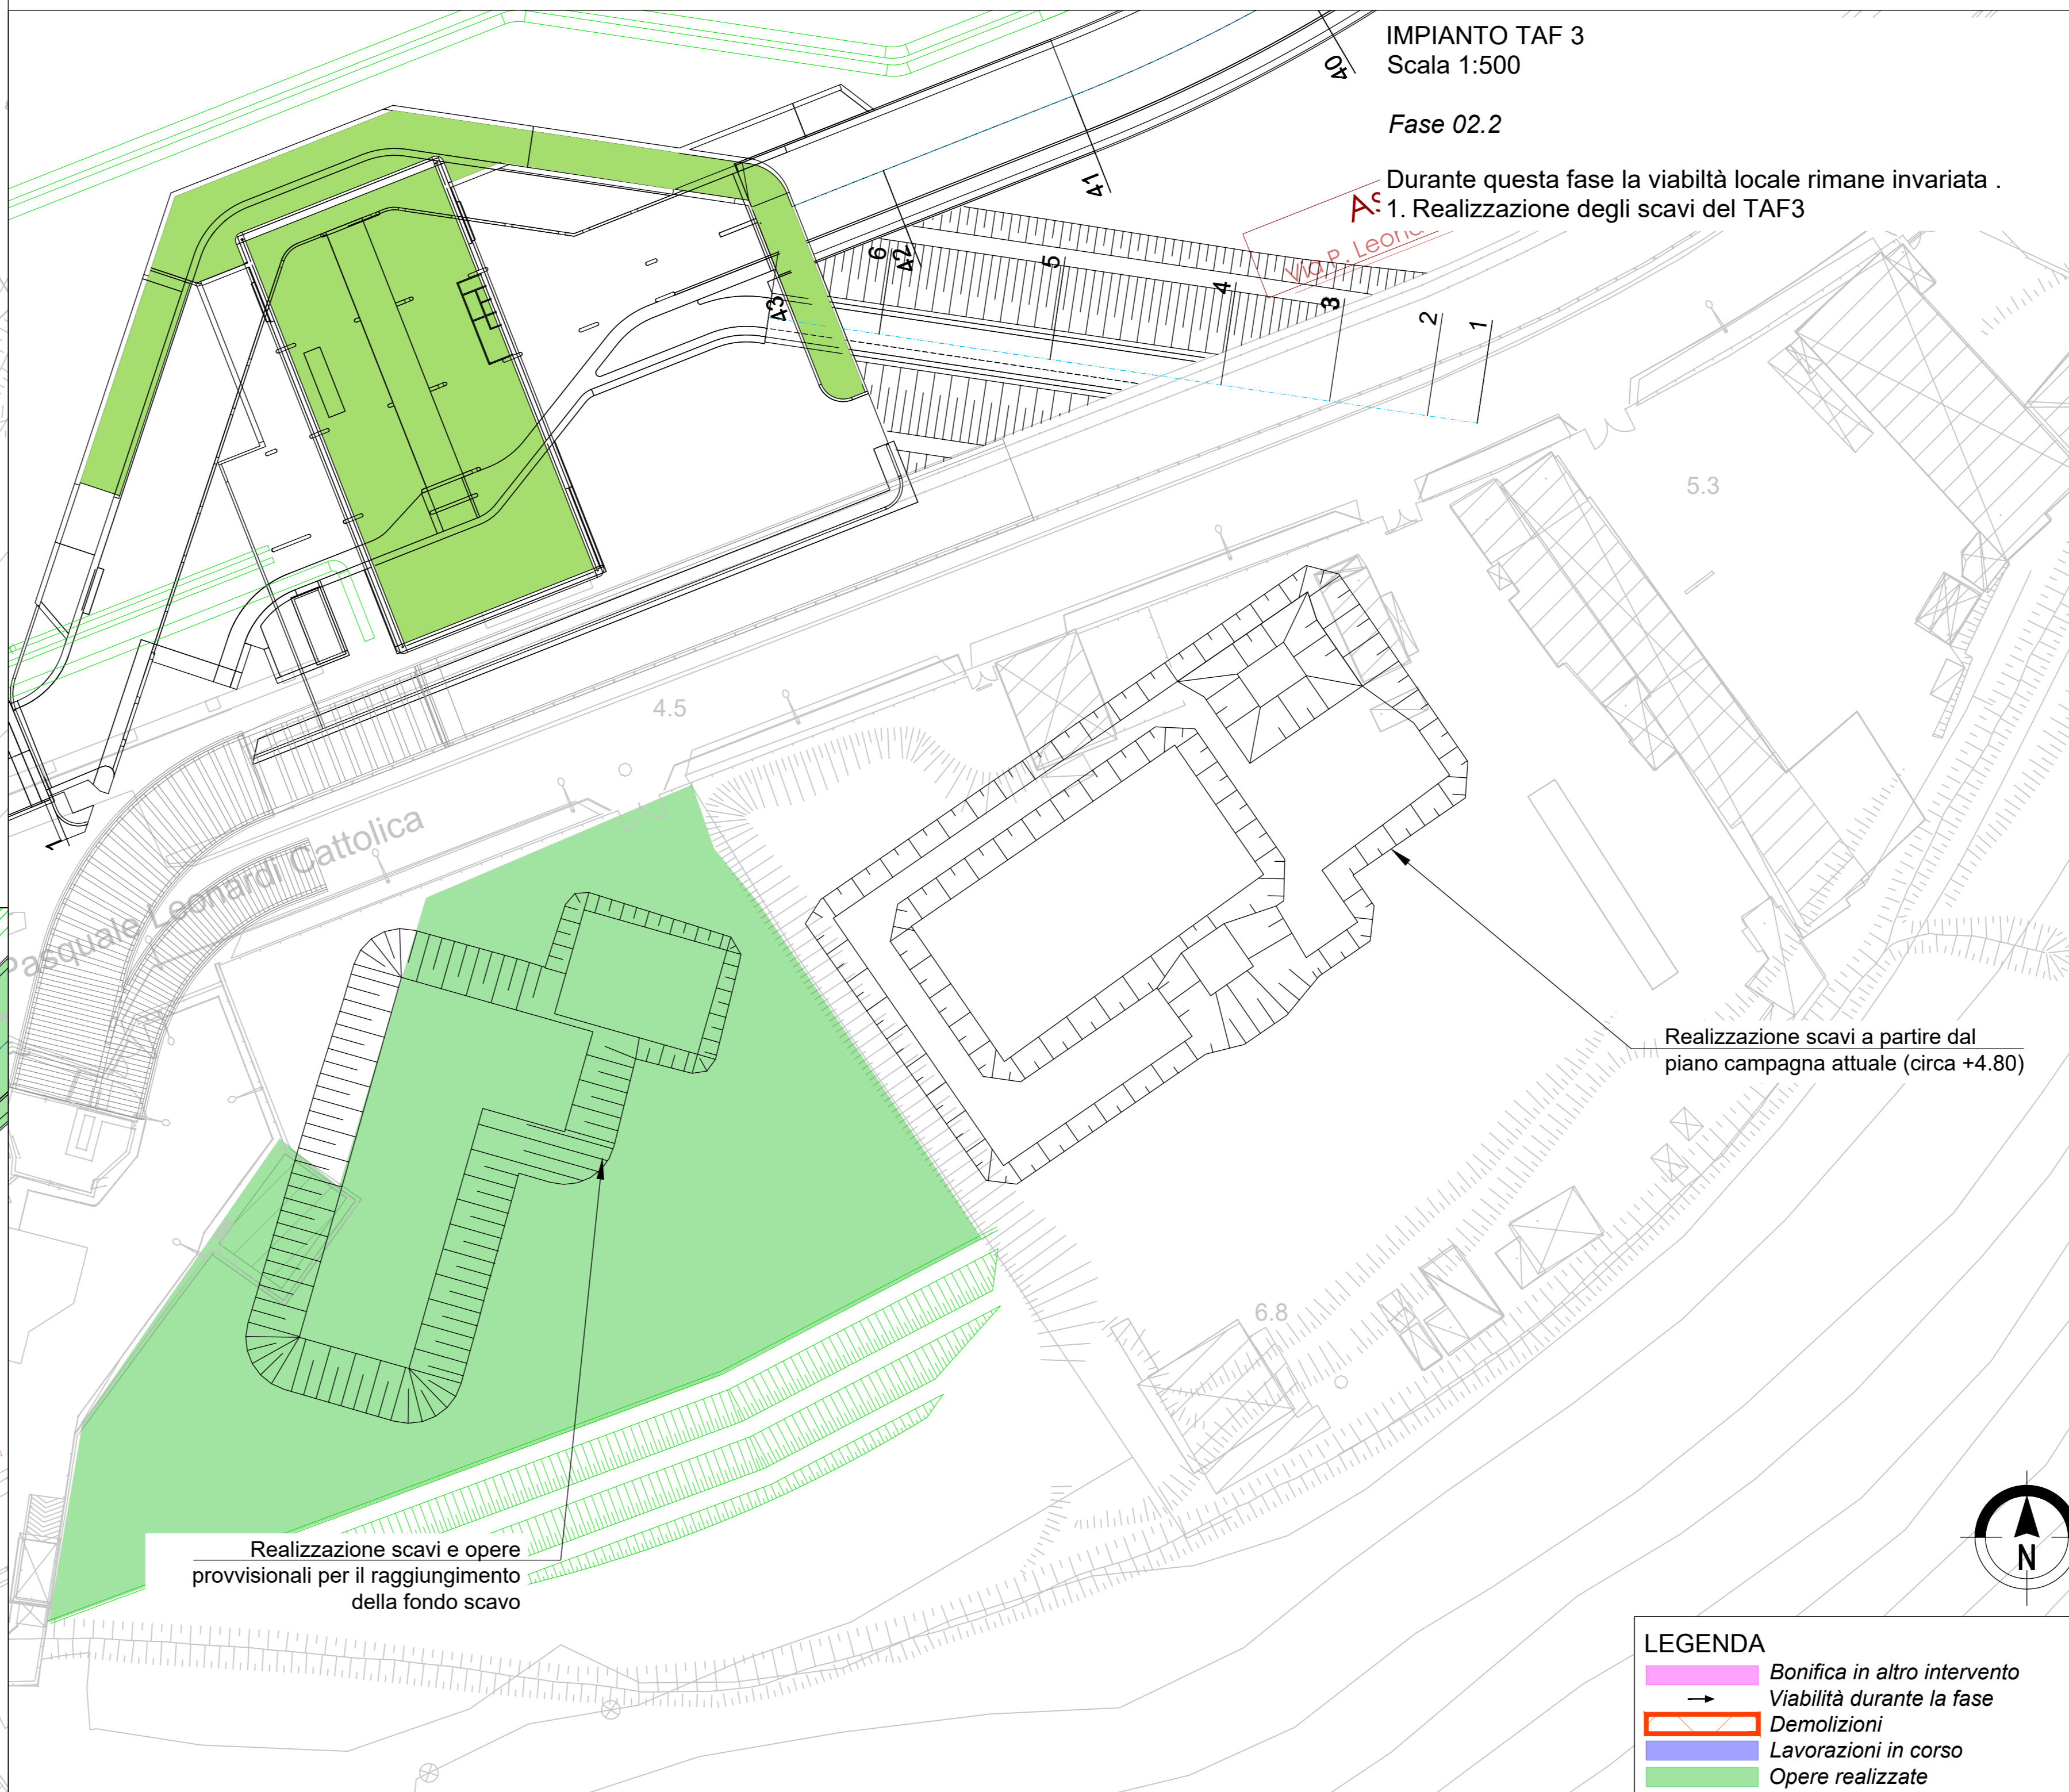 IMPIANTO TAF 3
Scala 1:500
Fase 02.2
Durante questa fase la viabiltà locale rimane invariata .
1. Realizzazione degli scavi del TAF3
Via P. Leon
40
41
6
42
5
4
3
2
1
43
5.3
4.5
Pasquale Leonardi Cattolica
1
Realizzazione scavi a partire dal
piano campagna attuale (circa +4.80)
6.8
Realizzazione scavi e opere
provvisionali per il raggiungimento
della fondo scavo
N
LEGENDA
Bonifica in altro intervento
Viabilità durante la fase
Demolizioni
Lavorazioni in corso
Opere realizzate